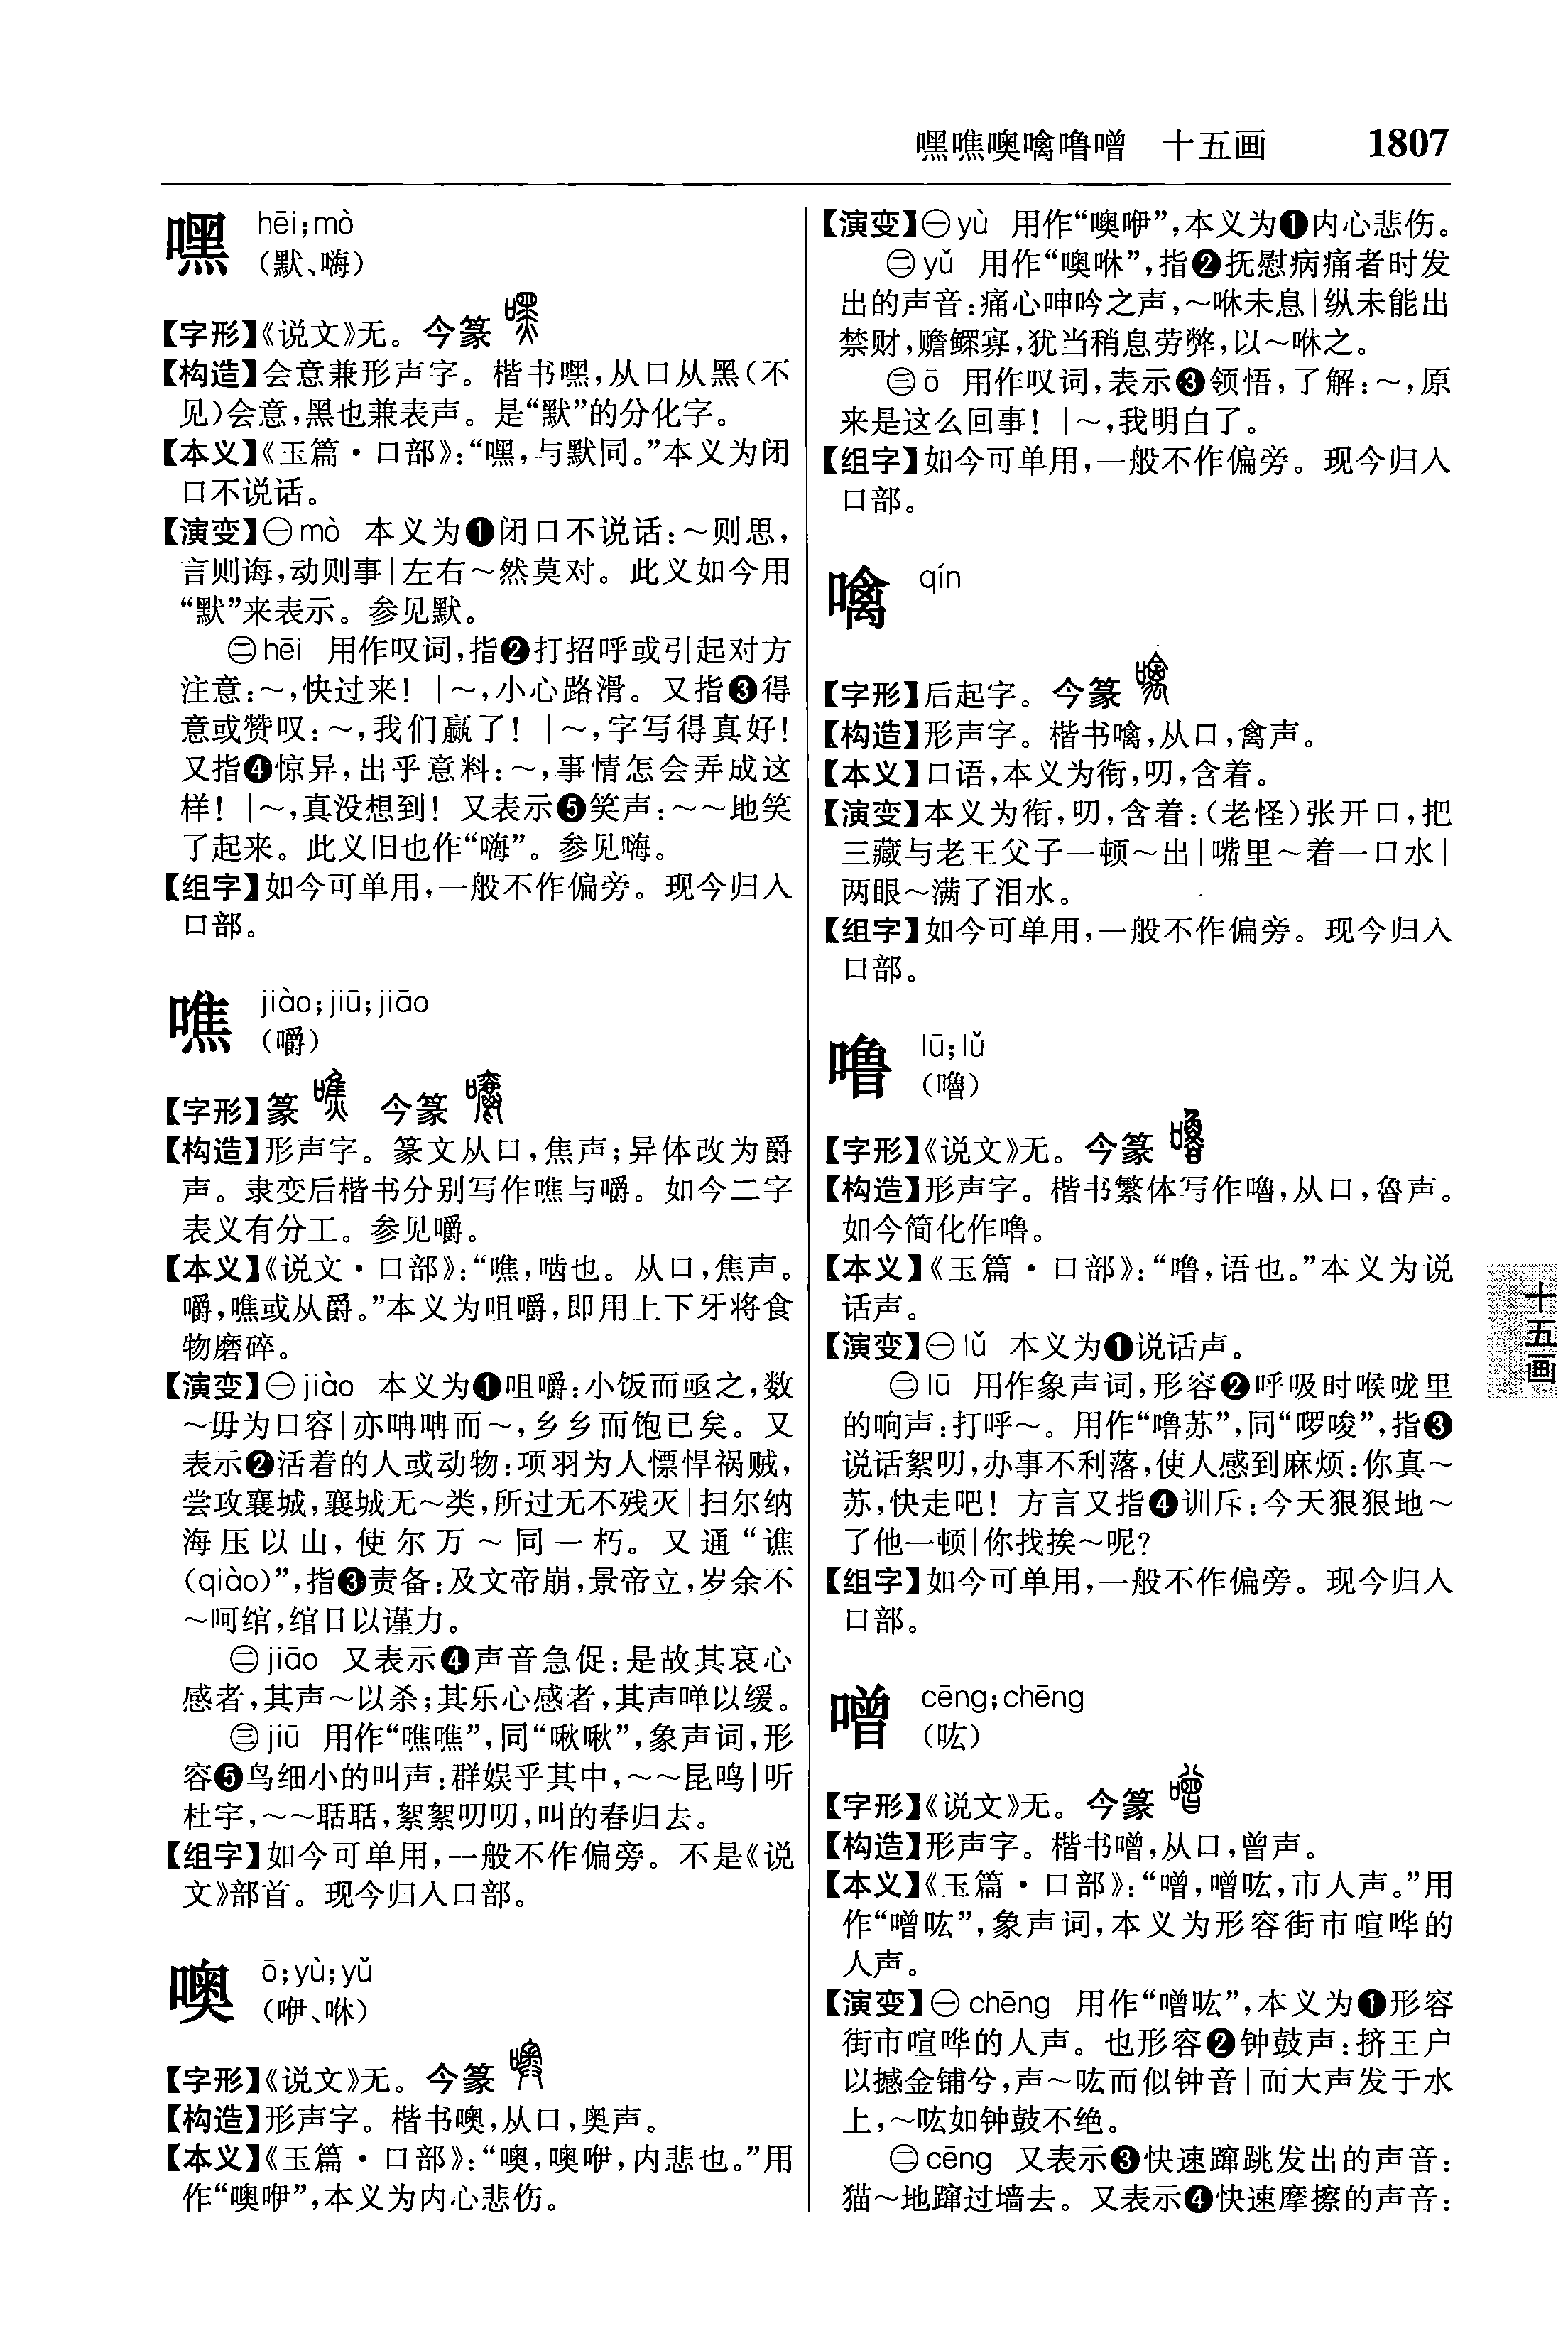 嘿噍噢噙噜噌　十五画　1807
嘿 hēi;mò
（默、嗨）
【字形】《说文》无。今篆
【构造】会意兼形声字。楷书嘿,从口从黑(不
见)会意,黑也兼表声。是“默”的分化字。
【本义】《玉篇·口部》:“嘿,与默同。”本义为闭
口不说话。
【演变】㊀mò 本义为❶闭口不说话:～则思,
言则诲,动则事|左右～然莫对。此义如今用
“默”来表示。参见默。
㊁hēi 用作叹词,指❷打招呼或引起对方
注意:～,快过来! |～,小心路滑。又指❸得
意或赞叹:～,我们赢了! |～,字写得真好!
又指❹惊异,出乎意料:～,事情怎会弄成这
样! |～,真没想到! 又表示❺笑声:～～地笑
了起来。此义旧也作“嗨”。参见嗨。
【组字】如今可单用,一般不作偏旁。现今归入
口部。
噍 jiào;jiū;jiāo
（嚼）
【字形】篆　今篆
【构造】形声字。篆文从口,焦声;异体改为爵
声。隶变后楷书分别写作噍与嚼。如今二字
表义有分工。参见嚼。
【本义】《说文·口部》:“噍,啮也。从口,焦声。
嚼,噍或从爵。”本义为咀嚼,即用上下牙将食
物磨碎。
【演变】㊀jiào 本义为❶咀嚼:小饭而亟之,数
～毋为口容|亦呥呥而～,乡乡而饱已矣。又
表示❷活着的人或动物:项羽为人慓悍祸贼,
尝攻襄城,襄城无～类,所过无不残灭|扫尔纳
海压以山,使尔万～同一朽。又通“谯
(qiào)”,指❸责备:及文帝崩,景帝立,岁余不
～呵绾,绾日以谨力。
㊁jiāo 又表示❹声音急促:是故其哀心
感者,其声～以杀;其乐心感者,其声啴以缓。
㊂jiū 用作“噍噍”,同“啾啾”,象声词,形
容❺鸟细小的叫声:群娱乎其中,～～昆鸣|听
杜宇,～～聒聒,絮絮叨叨,叫的春归去。
【组字】如今可单用,一般不作偏旁。不是《说
文》部首。现今归入口部。
噢 ō;yù;yǔ
（咿、咻）
【字形】《说文》无。今篆
【构造】形声字。楷书噢,从口,奥声。
【本义】《玉篇·口部》:“噢,噢咿,内悲也。”用
作“噢咿”,本义为内心悲伤。
【演变】㊀yù 用作“噢咿”,本义为❶内心悲伤。
㊁yǔ 用作“噢咻”,指❷抚慰病痛者时发
出的声音:痛心呻吟之声,～咻未息|纵未能出
禁财,赡鳏寡,犹当稍息劳弊,以～咻之。
㊂ō 用作叹词,表示❸领悟,了解:～,原
来是这么回事! |～,我明白了。
【组字】如今可单用,一般不作偏旁。现今归入
口部。
噙 qín
【字形】后起字。今篆
【构造】形声字。楷书噙,从口,禽声。
【本义】口语,本义为衔,叨,含着。
【演变】本义为衔,叨,含着:(老怪)张开口,把
三藏与老王父子一顿～出|嘴里～着一口水|
两眼～满了泪水。
【组字】如今可单用,一般不作偏旁。现今归入
口部。
噜 lū;lǔ
（嚕）
【字形】《说文》无。今篆
【构造】形声字。楷书繁体写作嚕,从口,魯声。
如今简化作噜。
【本义】《玉篇·口部》:“噜,语也。”本义为说
话声。
【演变】㊀lǔ 本义为❶说话声。
㊁lū 用作象声词,形容❷呼吸时喉咙里
的响声:打呼～。用作“噜苏”,同“啰唆”,指❸
说话絮叨,办事不利落,使人感到麻烦:你真～
苏,快走吧! 方言又指❹训斥:今天狠狠地～
了他一顿|你找挨～呢?
【组字】如今可单用,一般不作偏旁。现今归入
口部。
噌 cēng;chēng
（吰）
【字形】《说文》无。今篆
【构造】形声字。楷书噌,从口,曾声。
【本义】《玉篇·口部》:“噌,噌吰,市人声。”用
作“噌吰”,象声词,本义为形容街市喧哗的
人声。
【演变】㊀chēng 用作“噌吰”,本义为❶形容
街市喧哗的人声。也形容❷钟鼓声:挤玉户
以撼金铺兮,声～吰而似钟音|而大声发于水
上,～吰如钟鼓不绝。
㊁cēng 又表示❸快速蹿跳发出的声音:
猫～地蹿过墙去。又表示❹快速摩擦的声音:
十五画